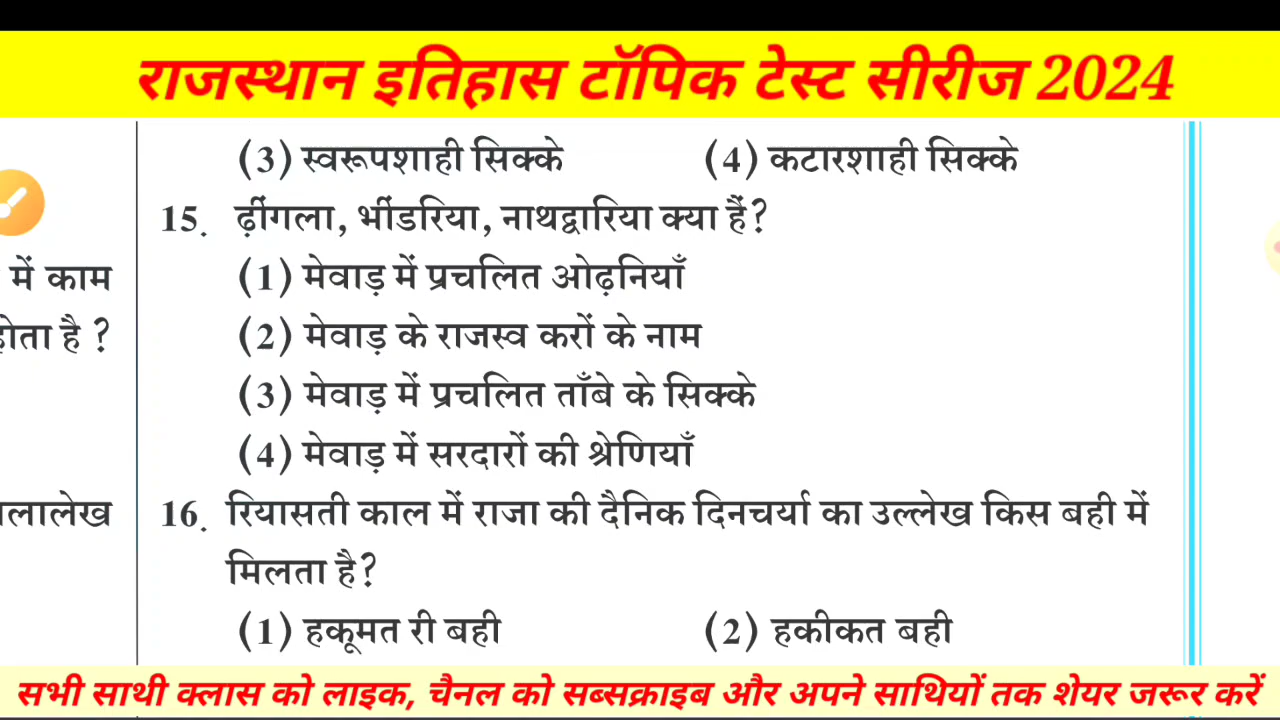 राजस्थान इतिहास टॉपिक टेस्ट सीरीज 2024
(3) स्वरूपशाही सिक्के (4) कटारशाही सिक्के
15. ढ़ींगला, भींडरिया, नाथद्वारिया क्या हैं?
(1) मेवाड़ में प्रचलित ओढ़नियाँ
में काम
(2) मेवाड़ के राजस्व करों के नाम
होता है ?
(3) मेवाड़ में प्रचलित ताँबे के सिक्के
(4) मेवाड़ में सरदारों की श्रेणियाँ
16. रियासती काल में राजा की दैनिक दिनचर्या का उल्लेख किस बही में
मिलता है?
(1) हकूमत री बही (2) हकीकत बही
सभी साथी क्लास को लाइक, चैनल को सब्सक्राइब और अपने साथियों तक शेयर जरूर करें